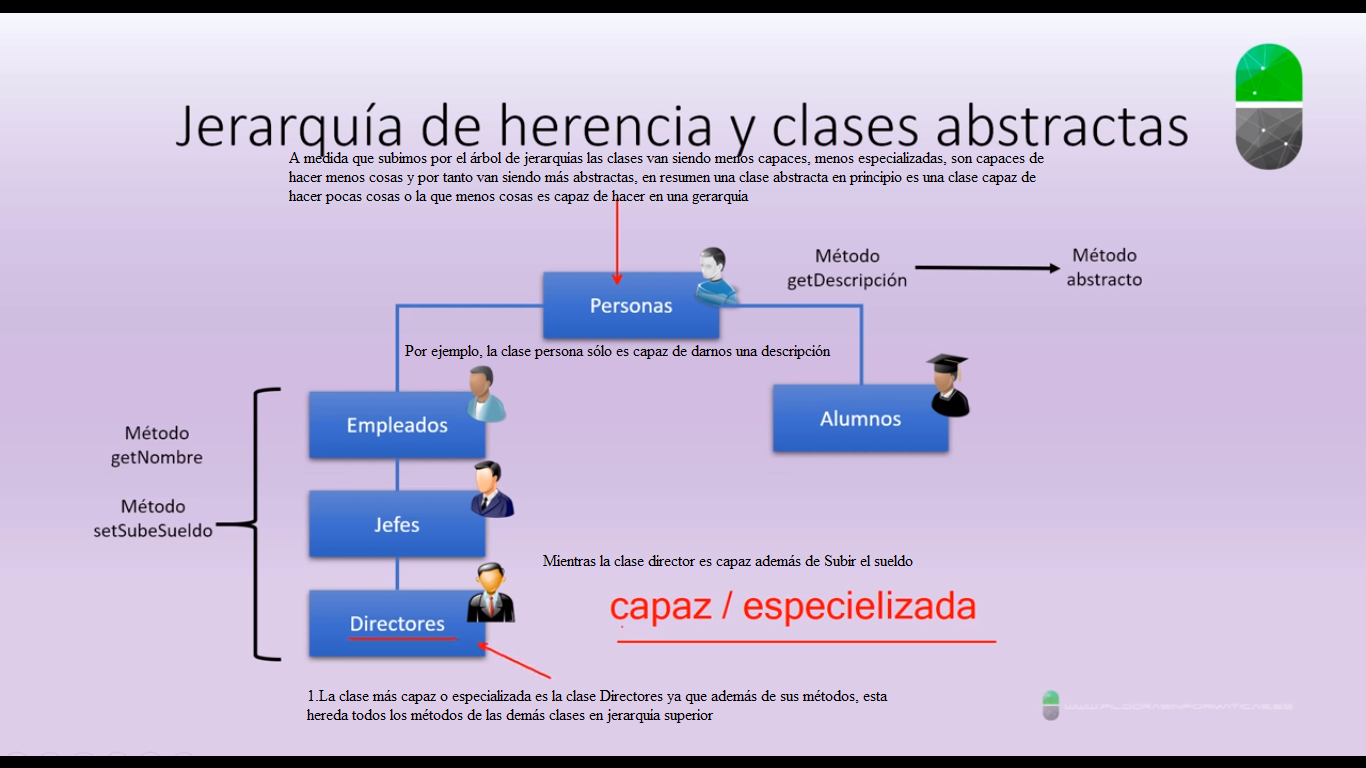 Jerarquía de herencia y clases abstractas
A medida que subimos por el árbol de jerarquias las clases van siendo menos capaces, menos especializadas, son capaces de
hacer menos cosas y por tanto van siendo más abstractas, en resumen una clase abstracta en principio es una clase capaz de
hacer pocas cosas o la que menos cosas es capaz de hacer en una gerarquia
Personas
Método
getDescripción
Método
abstracto
Por ejemplo, la clase persona sólo es capaz de darnos una descripción
Empleados
Alumnos
Método
getNombre
Método
setSubeSueldo
Jefes
Mientras la clase director es capaz además de Subir el sueldo
capaz / especielizada
Directores
1.La clase más capaz o especializada es la clase Directores ya que además de sus métodos, esta
hereda todos los métodos de las demás clases en jerarquia superior
WWW.PILDORASINFORMATICAS.ES